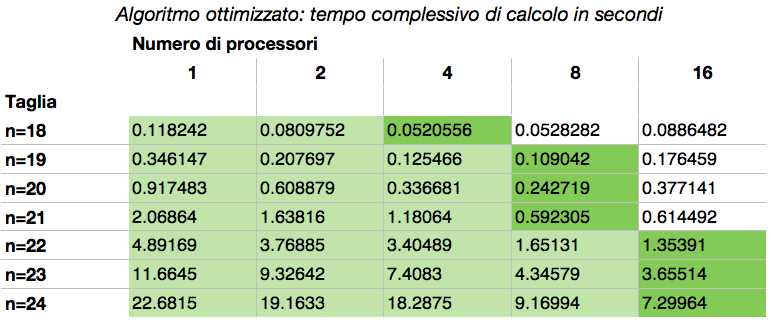 Algoritmo ottimizzato: tempo complessivo di calcolo in secondi
Numero di processori
1 2 4 8 16
Taglia
n=18 0.118242 0.0809752 0.0520556 0.0528282 0.0886482
n=19 0.346147 0.207697 0.125466 0.109042 0.176459
n=20 0.917483 0.608879 0.336681 0.242719 0.377141
n=21 2.06864 1.63816 1.18064 0.592305 0.614492
n=22 4.89169 3.76885 3.40489 1.65131 1.35391
n=23 11.6645 9.32642 7.4083 4.34579 3.65514
n=24 22.6815 19.1633 18.2875 9.16994 7.29964